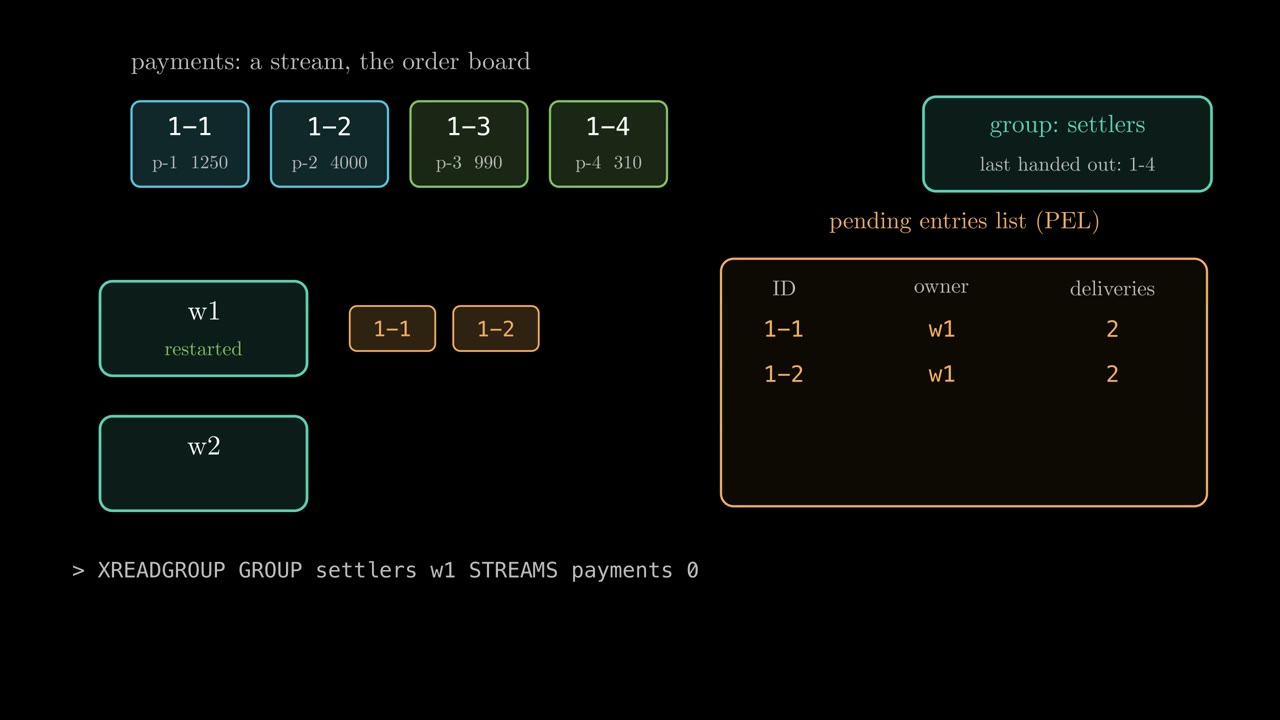 payments: a stream, the order board
1−1
p-1 1250
1−2
p-2 4000
1−3
p-3 990
1−4
p-4 310
group: settlers
last handed out: 1-4
pending entries list (PEL)
ID owner deliveries
1−1 w1 2
1−2 w1 2
w1
restarted
1−1
1−2
w2
> XREADGROUP GROUP settlers w1 STREAMS payments 0